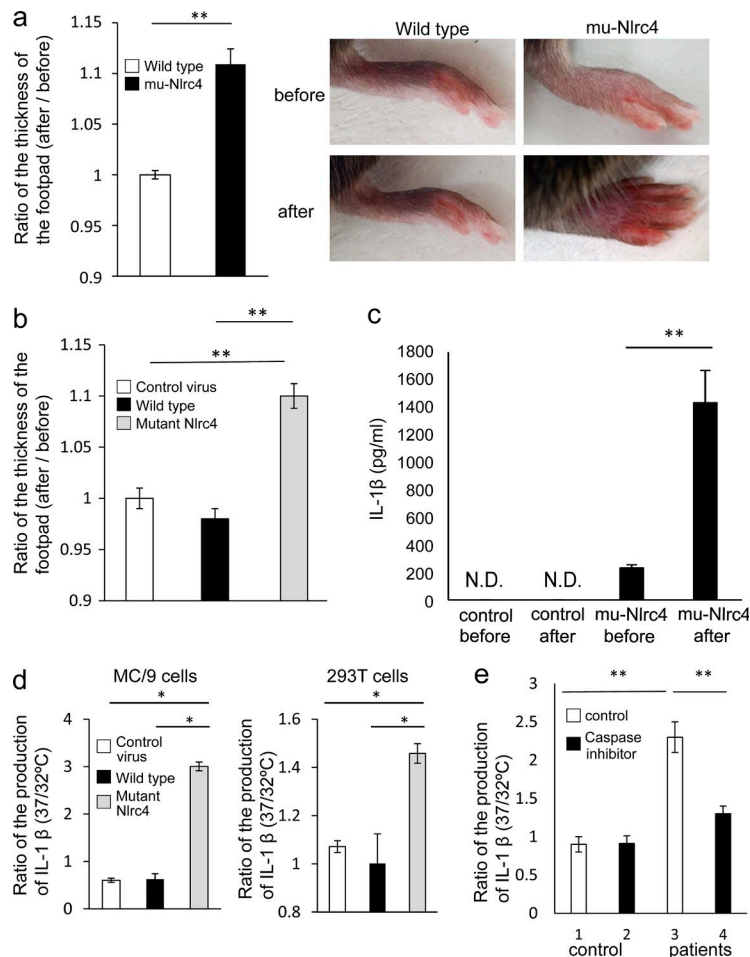 a
Ratio of the thickness of
the footpad (after / before)
1.15
1.1
1.05
1
0.95
0.9
**
Wild type
mu-Nlrc4
Wild type
mu-Nlrc4
before
after
b
Ratio of the thickness of the
footpad (after / before)
1.15
1.1
1
0.95
0.9
**
**
Control virus
Wild type
Mutant Nlrc4
c
IL-1β (pg/ml)
1800
1600
1400
1200
1000
800
600
400
200
0
**
N.D.
N.D.
control
before
control
after
mu-Nlrc4
before
mu-Nlrc4
after
d
MC/9 cells
Ratio of the production
of IL-1 β (37/32ºC)
4
3
2
1
0
*
*
Control
virus
Wild type
Mutant
Nlrc4
293T cells
Ratio of the production
of IL-1 β (37/32ºC)
1.6
1.4
1.2
1
0.8
*
*
e
Ratio of the production
of IL-1 β (37/32ºC)
3
2.5
2
1.5
1
0.5
0
**
**
control
Caspase
inhibitor
1 2 3 4
control patients